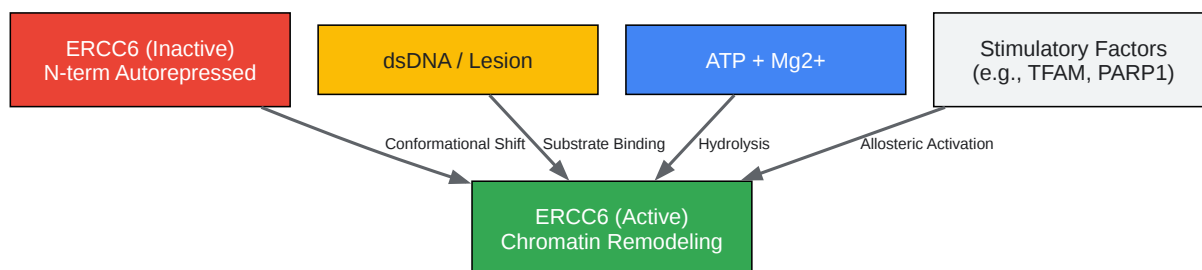 ERCC6 (Inactive)
N-term Autorepressed
dsDNA / Lesion
ATP + Mg2+
Stimulatory Factors
(e.g., TFAM, PARP1)
Conformational Shift
Substrate Binding
Hydrolysis
Allosteric Activation
ERCC6 (Active)
Chromatin Remodeling